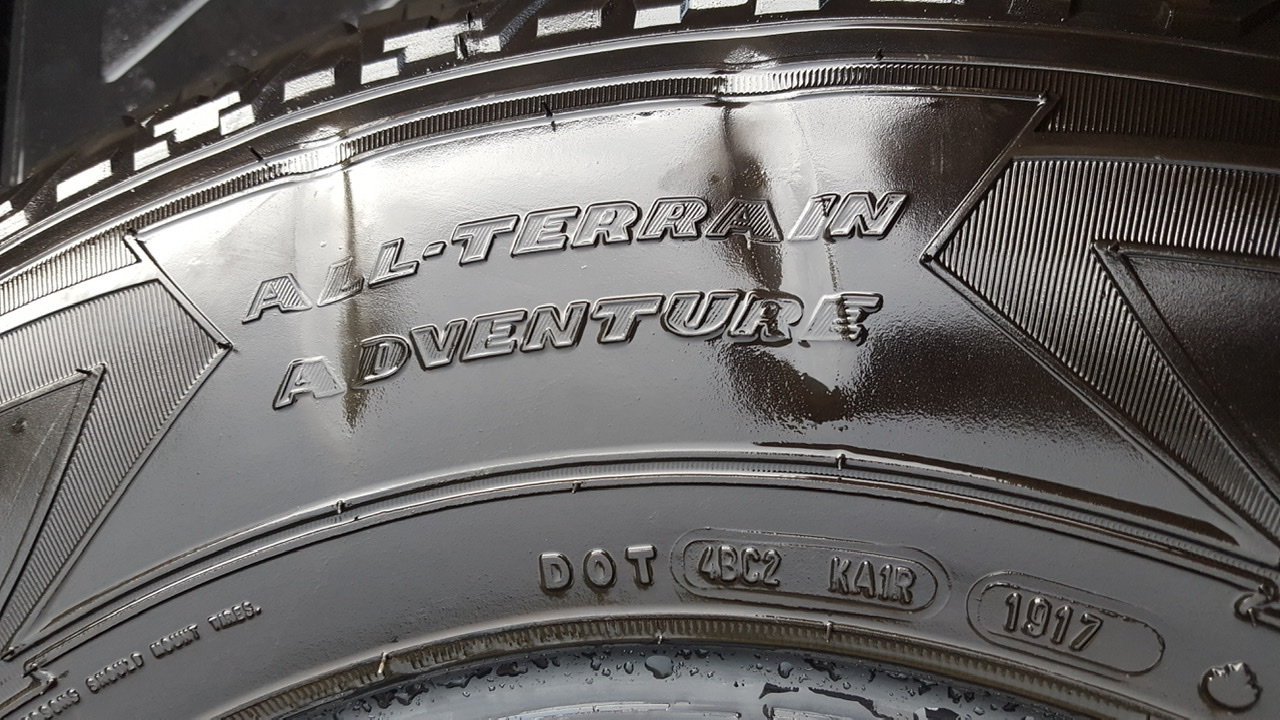 ALL-TERRAIN
ADVENTURE
DOT 4BC2 KA1R 1917
SHOULD MOUNT TIRES.